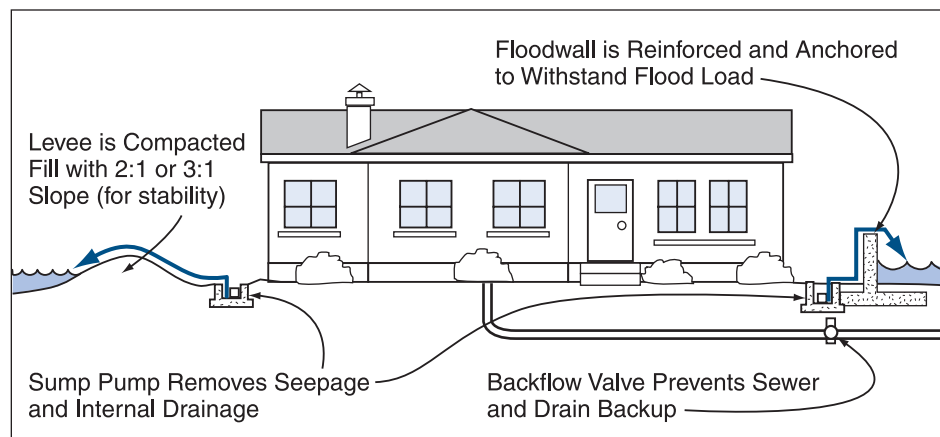 Floodwall is Reinforced and Anchored
to Withstand Flood Load
Levee is Compacted
Fill with 2:1 or 3:1
Slope (for stability)
Sump Pump Removes Seepage
and Internal Drainage
Backflow Valve Prevents Sewer
and Drain Backup